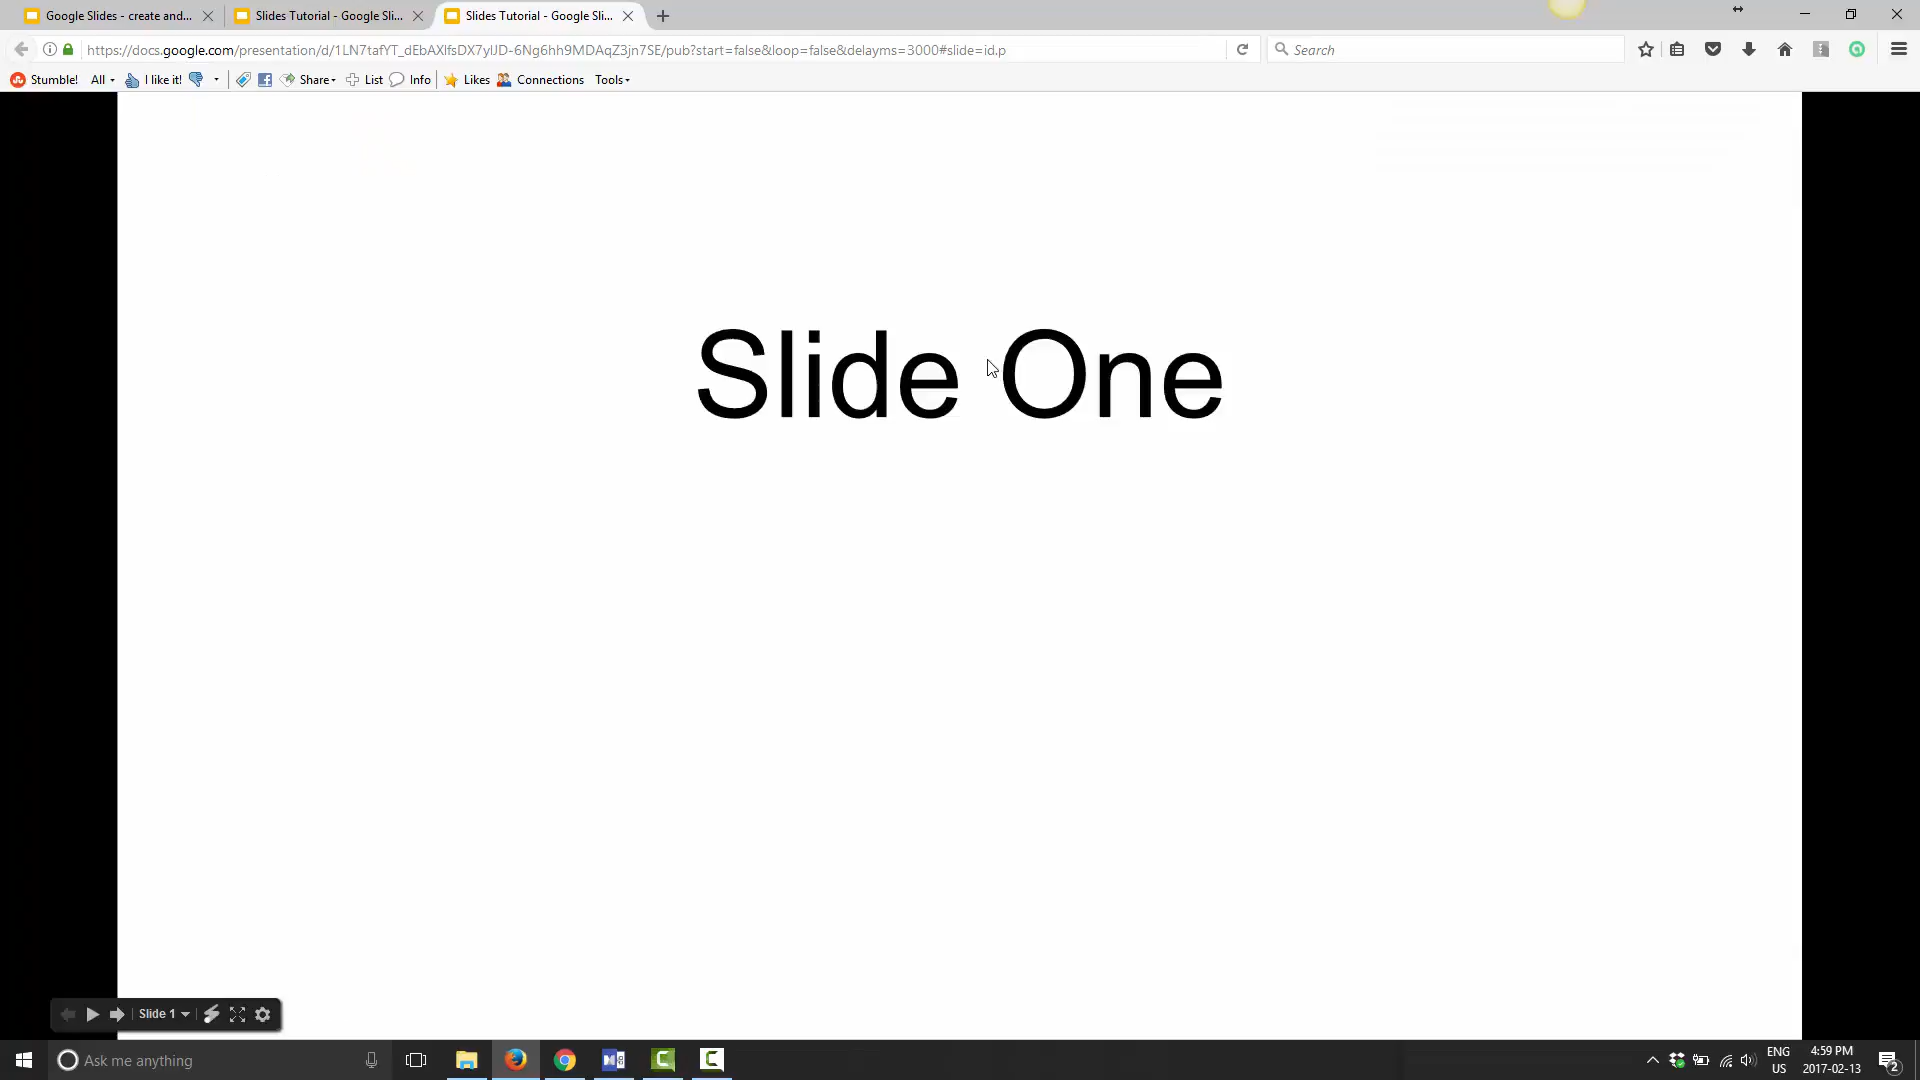 Google Slides - create and...
Slides Tutorial - Google Sli...
Slides Tutorial - Google Sli...
https://docs.google.com/presentation/d/1LN7tafYT_dEbAXlfsDX7ylJD-6Ng6hh9MDAqZ3jn7SE/pub?start=false&loop=false&delayms=3000#slide=id.p
Search
Stumble! All I like it! Share List Info Likes Connections Tools
Slide One
Slide 1
Ask me anything
ENG
US
4:59 PM
2017-02-13
2